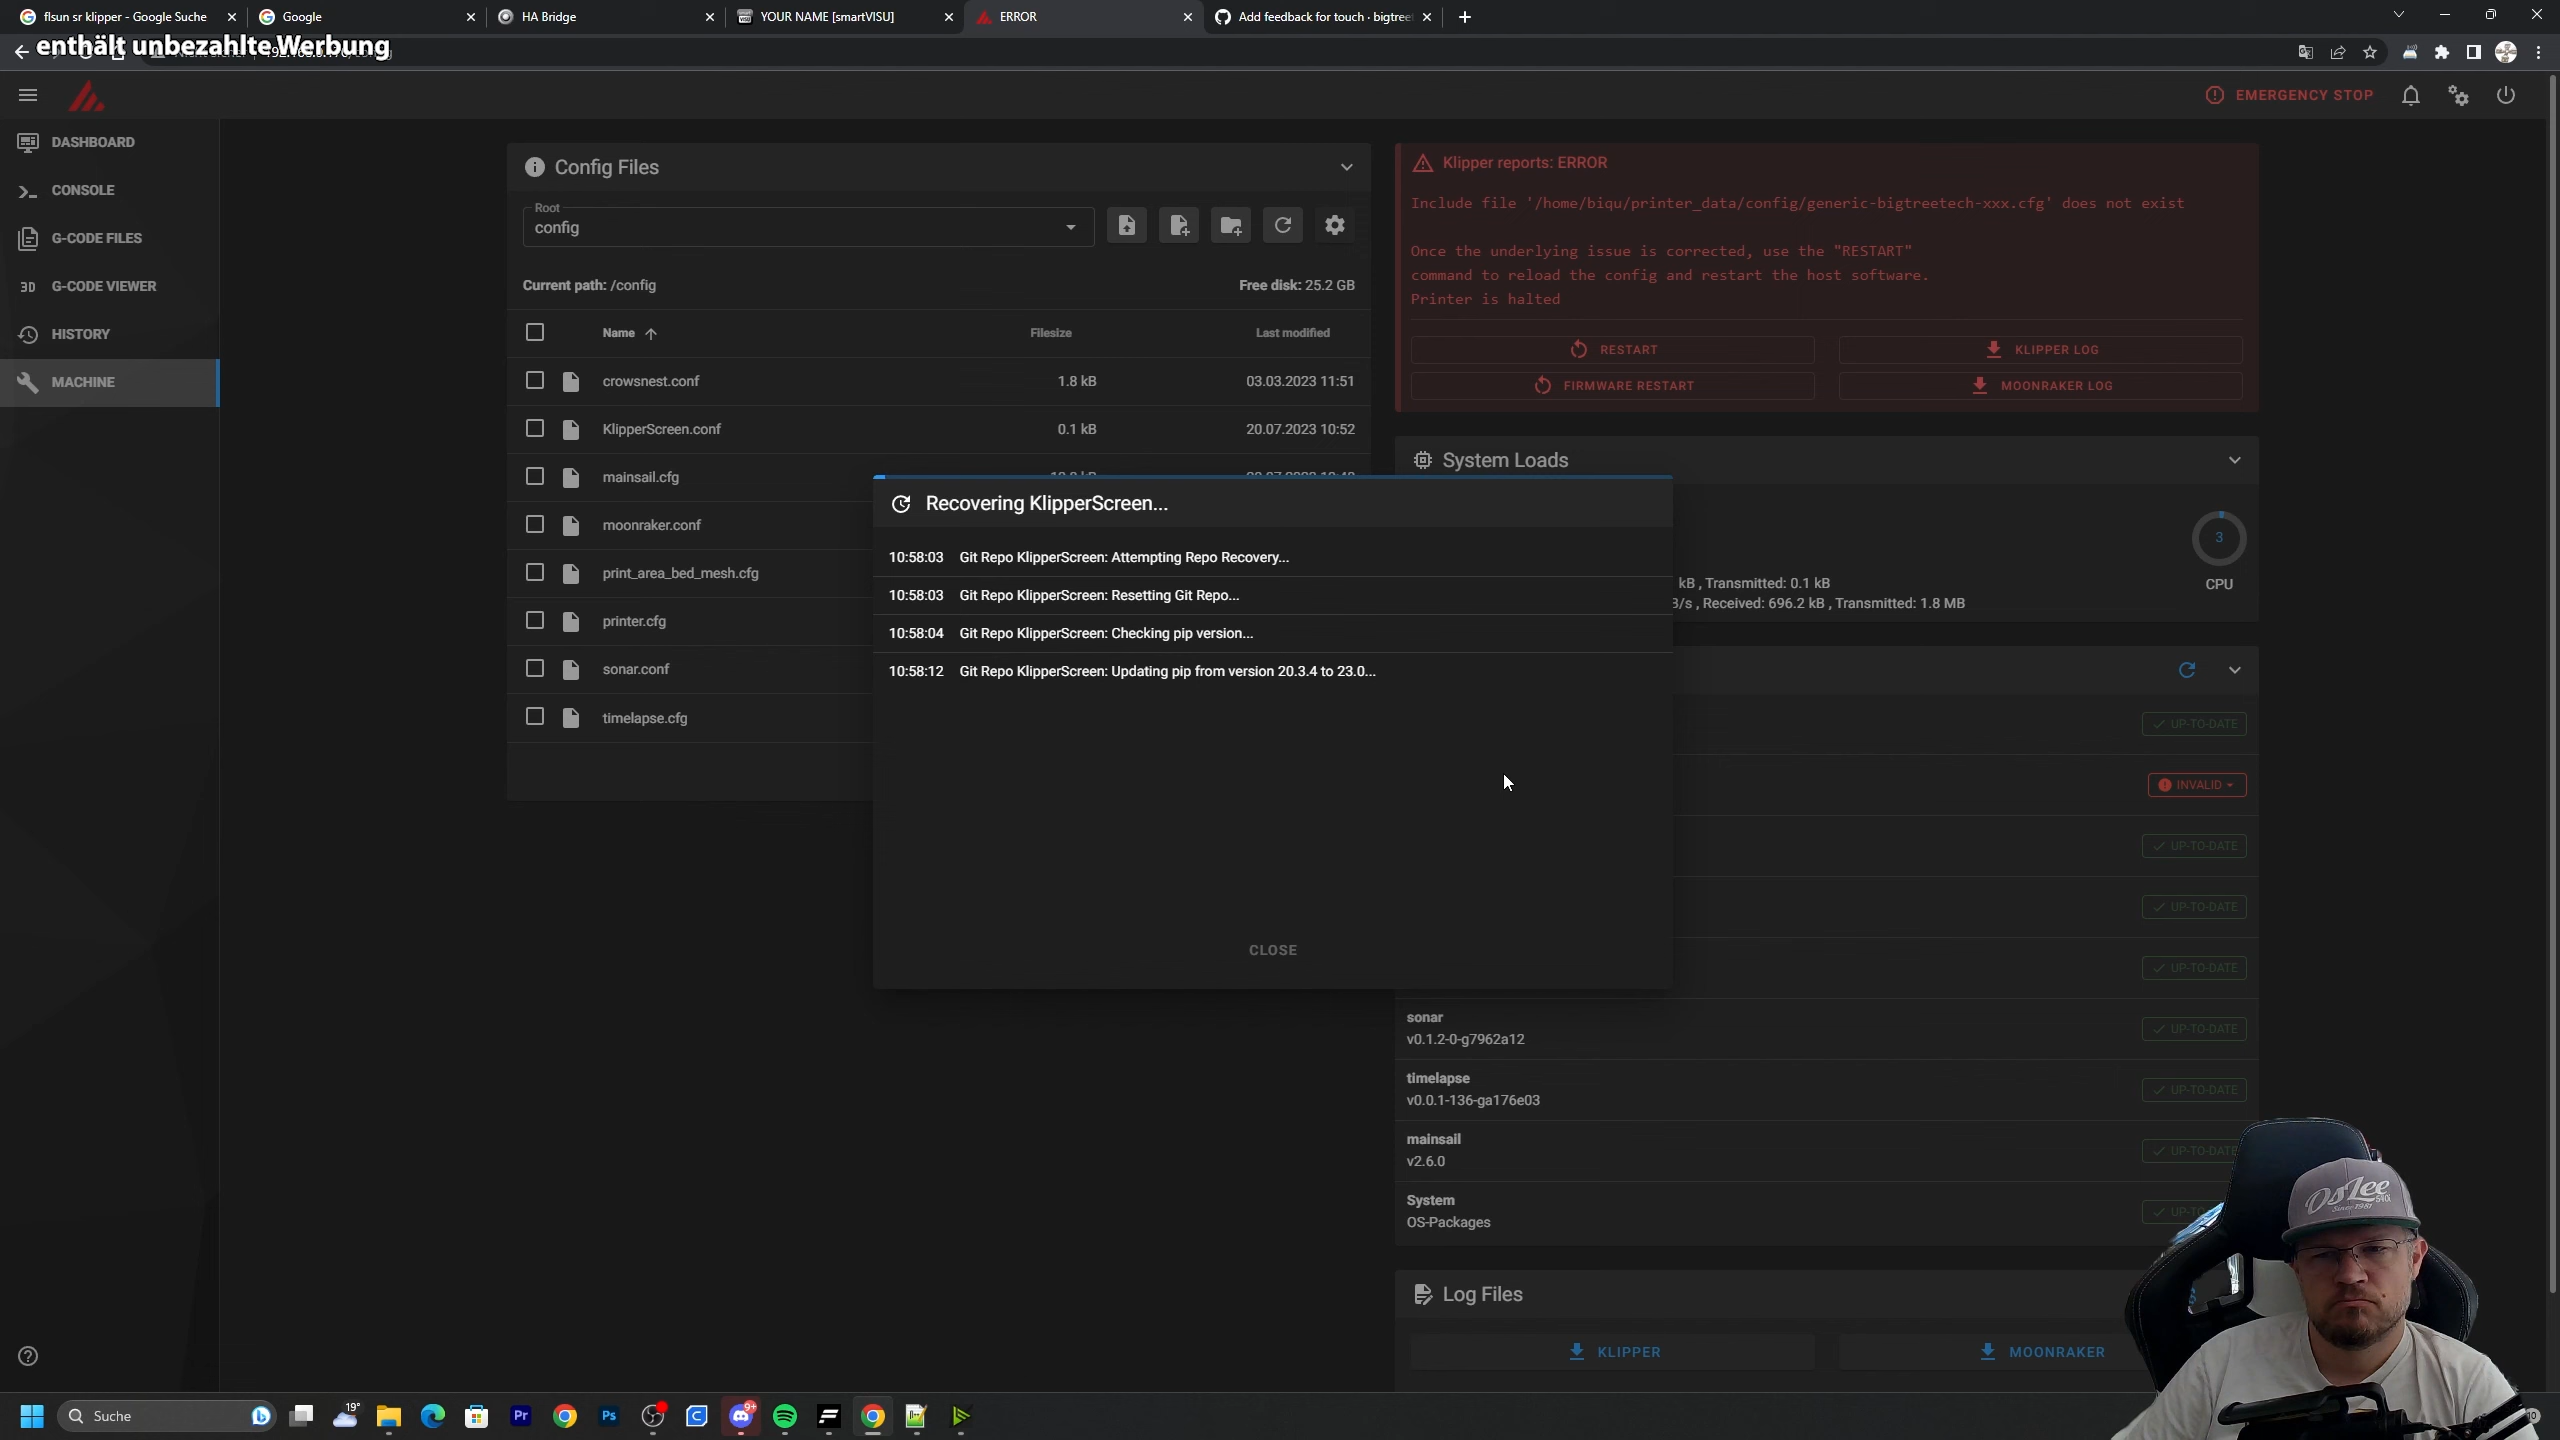 flsun sr klipper - Google Suche
Google
HA Bridge
YOUR NAME [smartVISU]
ERROR
Add feedback for touch · bigtree
enthält unbezahlte Werbung
EMERGENCY STOP
DASHBOARD
CONSOLE
G-CODE FILES
3D G-CODE VIEWER
HISTORY
MACHINE
Config Files
Root
config
Current path: /config
Free disk: 25.2 GB
Name
Filesize
Last modified
crowsnest.conf 1.8 kB 03.03.2023 11:51
KlipperScreen.conf 0.1 kB 20.07.2023 10:52
mainsail.cfg
moonraker.conf
print_area_bed_mesh.cfg
printer.cfg
sonar.conf
timelapse.cfg
Klipper reports: ERROR
Include file '/home/biqu/printer_data/config/generic-bigtreetech-xxx.cfg' does not exist
Once the underlying issue is corrected, use the "RESTART"
command to reload the config and restart the host software.
Printer is halted
RESTART
KLIPPER LOG
FIRMWARE RESTART
MOONRAKER LOG
System Loads
3
CPU
kB , Transmitted: 0.1 kB
/s , Received: 696.2 kB , Transmitted: 1.8 MB
Recovering KlipperScreen...
10:58:03 Git Repo KlipperScreen: Attempting Repo Recovery...
10:58:03 Git Repo KlipperScreen: Resetting Git Repo...
10:58:04 Git Repo KlipperScreen: Checking pip version...
10:58:12 Git Repo KlipperScreen: Updating pip from version 20.3.4 to 23.0...
CLOSE
UP-TO-DATE
INVALID
UP-TO-DATE
UP-TO-DATE
UP-TO-DATE
sonar
v0.1.2-0-g7962a12
UP-TO-DATE
timelapse
v0.0.1-136-ga176e03
UP-TO-DATE
mainsail
v2.6.0
UP-TO-DATE
System
OS-Packages
Log Files
KLIPPER
MOONRAKER
OsLee
Since 1981
Suche
19°
Pr
Ps
9+